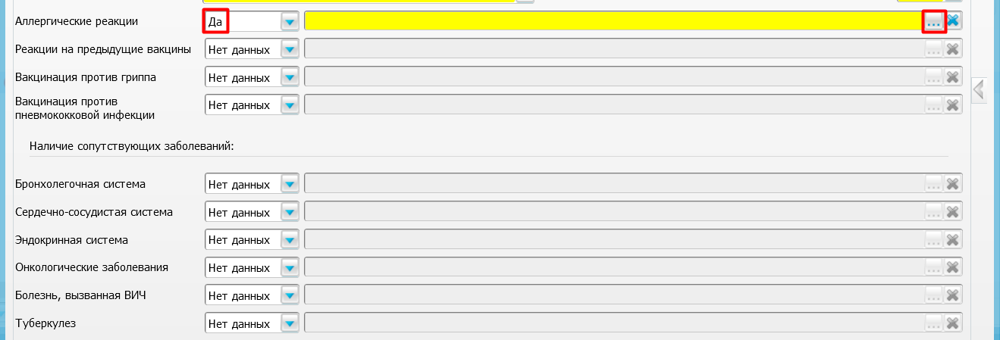 Аллергические реакции Да ...
Реакции на предыдущие вакцины Нет данных ...
Вакцинация против гриппа Нет данных ...
Вакцинация против
пневмококковой инфекции Нет данных ...
Наличие сопутствующих заболеваний:
Бронхолегочная система Нет данных ...
Сердечно-сосудистая система Нет данных ...
Эндокринная система Нет данных ...
Онкологические заболевания Нет данных ...
Болезнь, вызванная ВИЧ Нет данных ...
Туберкулез Нет данных ...